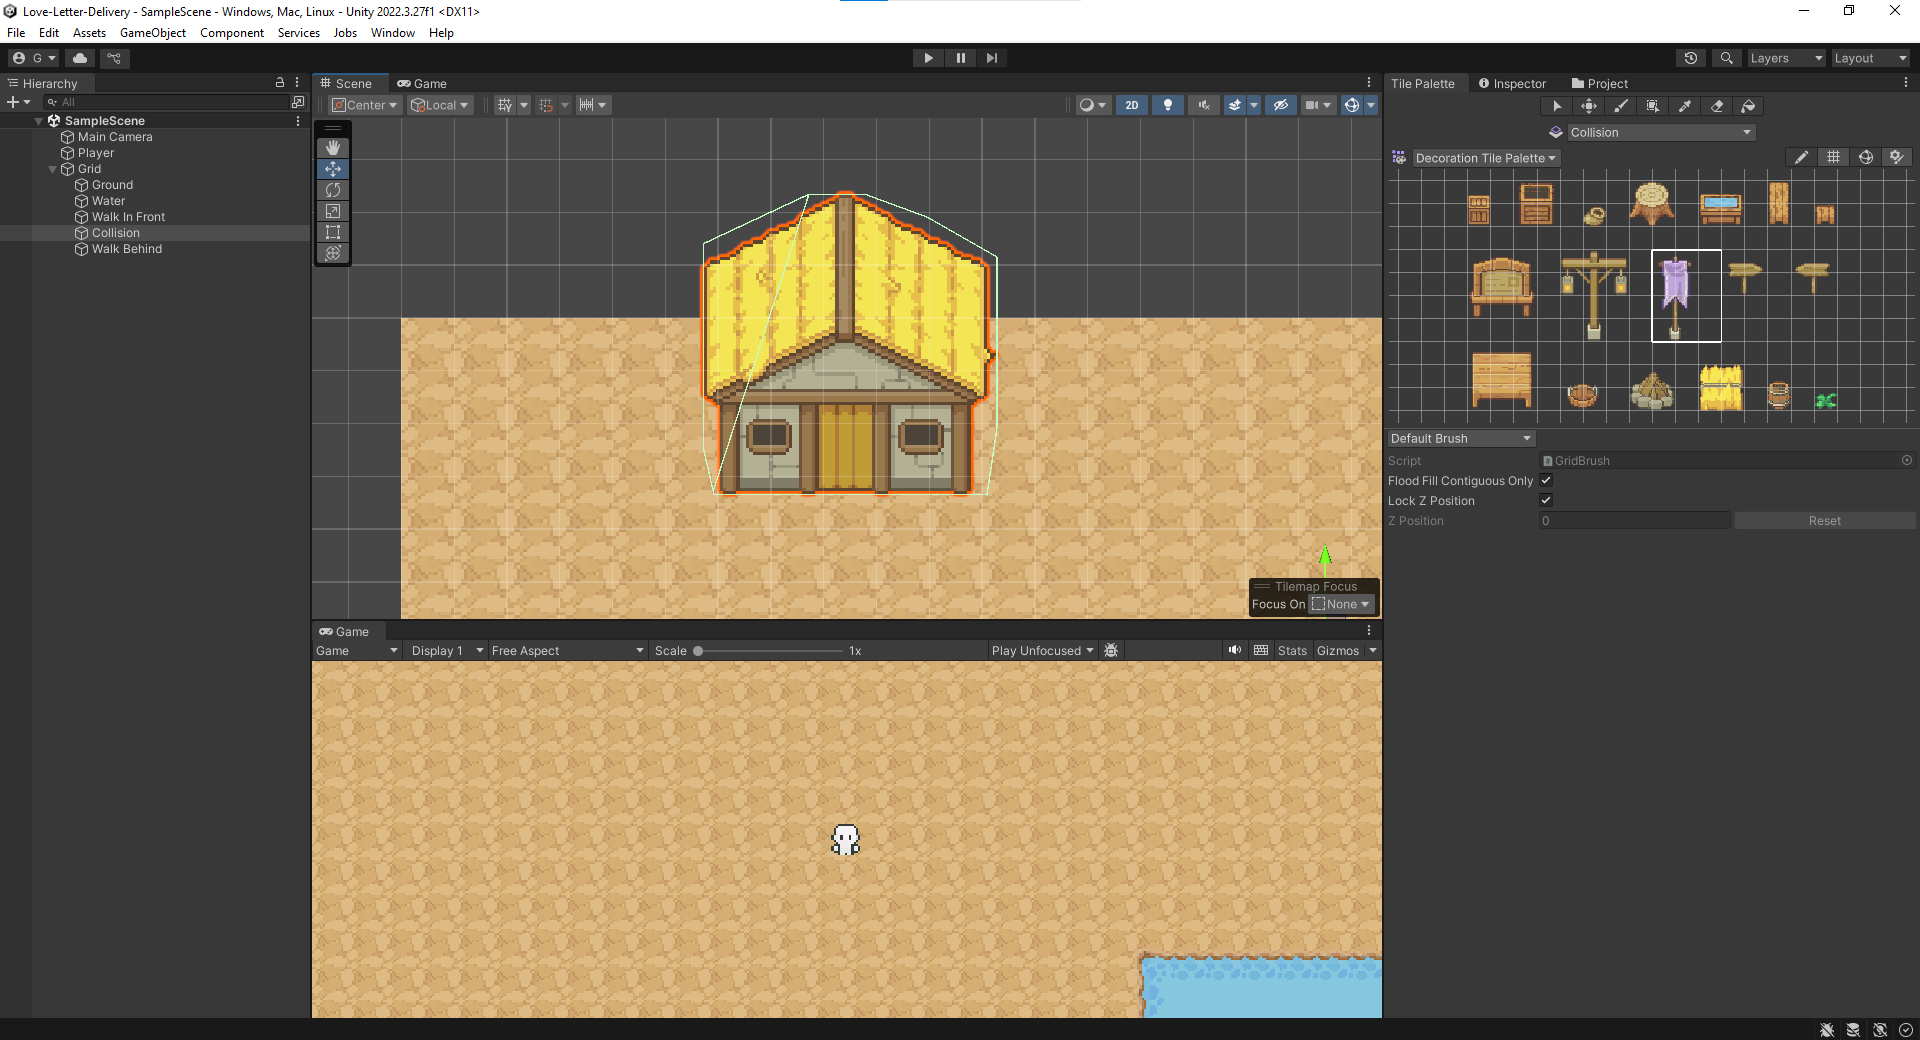 Love-Letter-Delivery - SampleScene - Windows, Mac, Linux - Unity 2022.3.27f1 <DX11>
File Edit Assets GameObject Component Services Jobs Window Help
G
Layers
Layout
Hierarchy
All
SampleScene
Main Camera
Player
Grid
Ground
Water
Walk In Front
Collision
Walk Behind
Scene
Game
Center
Local
2D
Tilemap Focus
Focus On None
Game
Game
Display 1
Free Aspect
Scale
1x
Play Unfocused
Stats
Gizmos
Tile Palette
Inspector
Project
Collision
Decoration Tile Palette
Default Brush
Script
GridBrush
Flood Fill Contiguous Only
Lock Z Position
Z Position
0
Reset